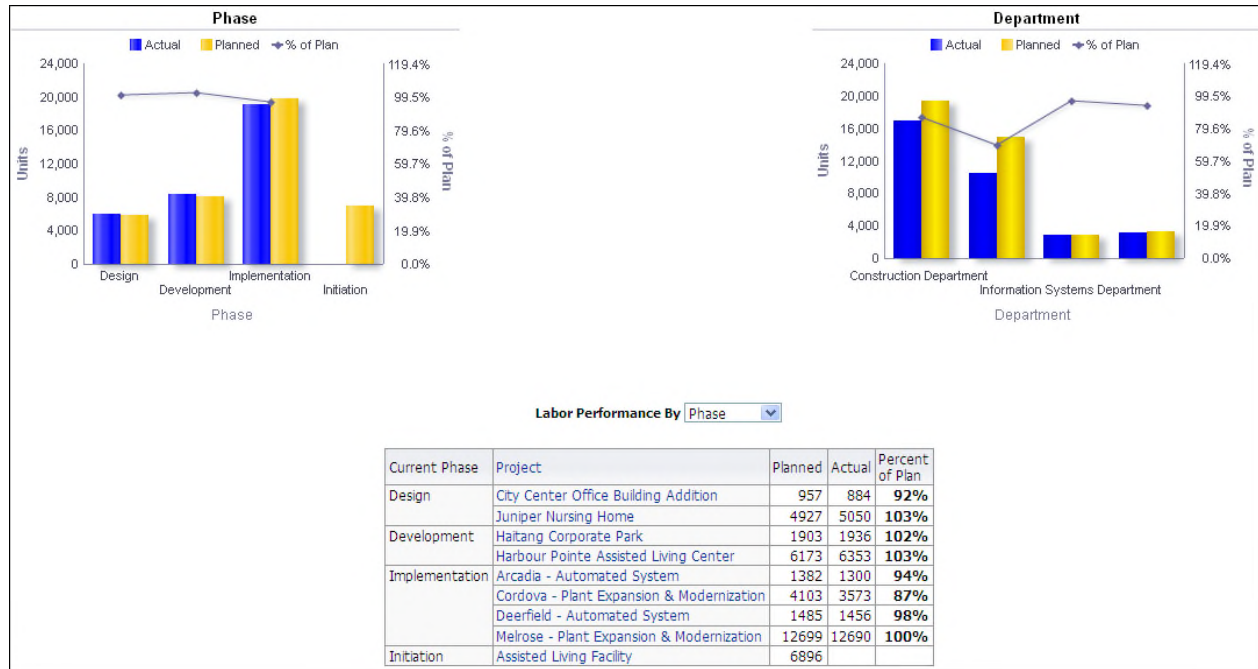 Phase
Actual Planned % of Plan
24,000
20,000
16,000
12,000
8,000
4,000
0
Units
119.4%
99.5%
79.6%
59.7%
39.8%
19.9%
0.0%
% of Plan
Design
Implementation
Development
Initiation
Phase
Department
Actual Planned % of Plan
24,000
20,000
16,000
12,000
8,000
4,000
0
Units
119.4%
99.5%
79.6%
59.7%
39.8%
19.9%
0.0%
% of Plan
Construction Department
Information Systems Department
Department
Labor Performance By Phase
Current Phase Project Planned Actual Percent of Plan
Design City Center Office Building Addition 957 884 92%
Juniper Nursing Home 4927 5050 103%
Development Haitang Corporate Park 1903 1936 102%
Harbour Pointe Assisted Living Center 6173 6353 103%
Implementation Arcadia - Automated System 1382 1300 94%
Cordova - Plant Expansion & Modernization 4103 3573 87%
Deerfield - Automated System 1485 1456 98%
Melrose - Plant Expansion & Modernization 12699 12690 100%
Initiation Assisted Living Facility 6896